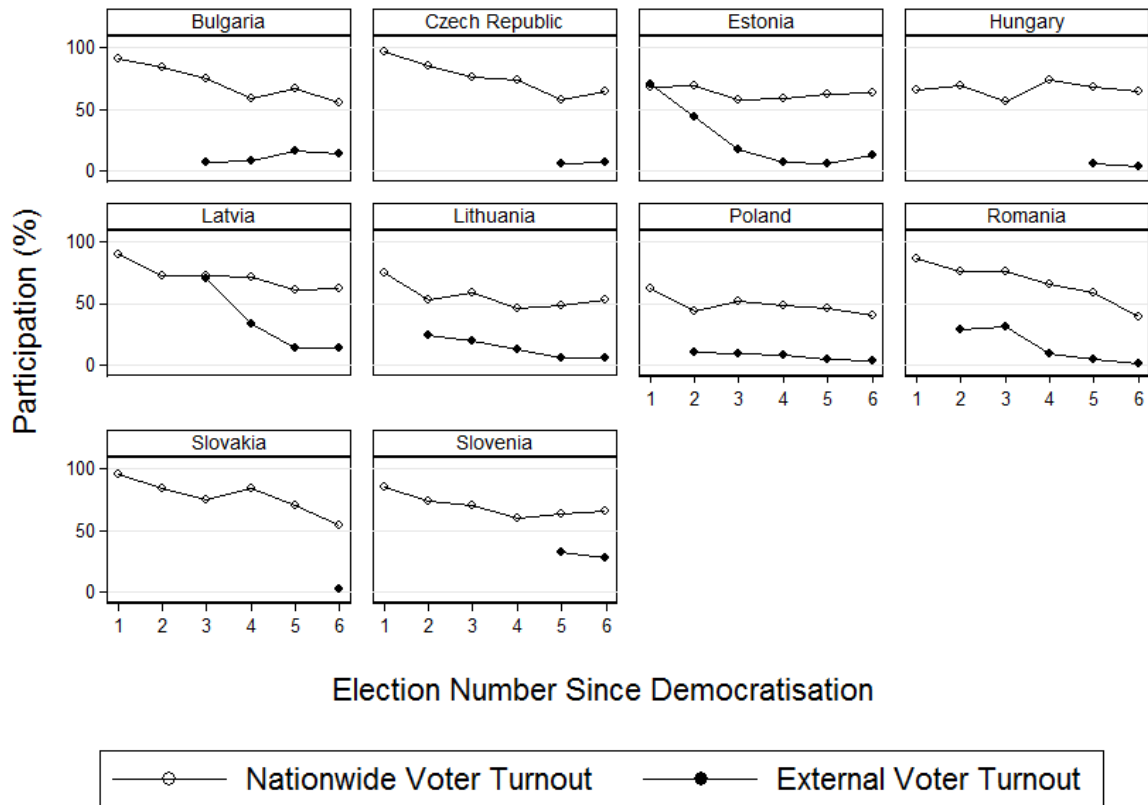 Bulgaria Czech Republic Estonia Hungary
100
50
0
Latvia Lithuania Poland Romania
100
50
0
1 2 3 4 5 6 1 2 3 4 5 6
Slovakia Slovenia
100
50
0
1 2 3 4 5 6 1 2 3 4 5 6
Participation (%)
Election Number Since Democratisation
Nationwide Voter Turnout External Voter Turnout